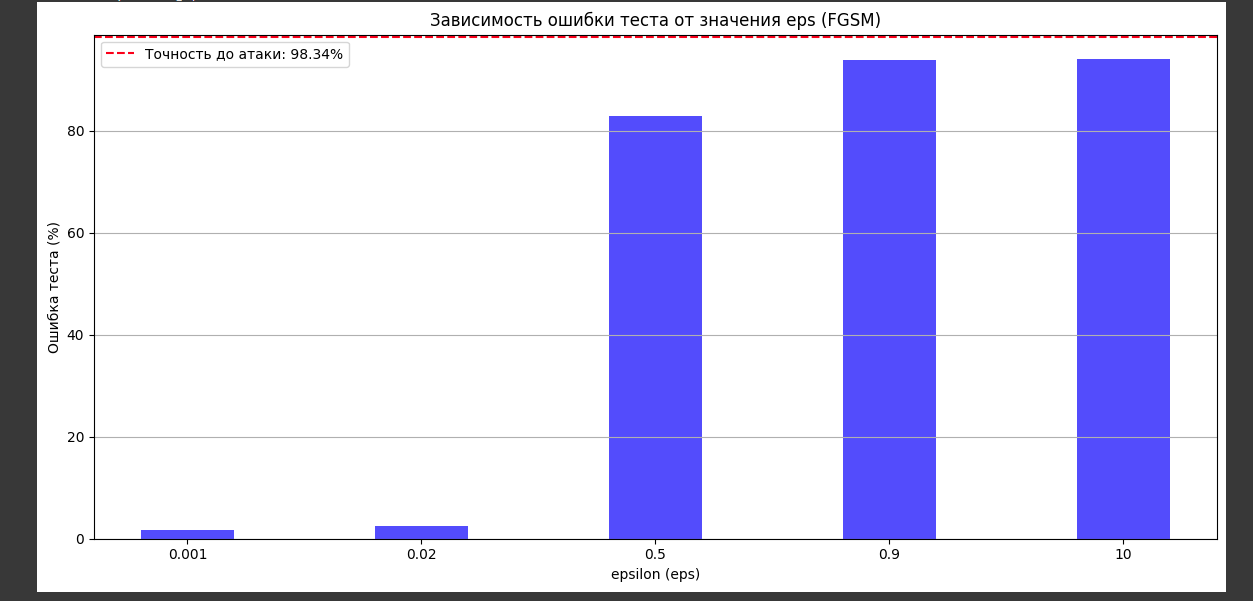 Зависимость ошибки теста от значения eps (FGSM)
Точность до атаки: 98.34%
Ошибка теста (%)
80
60
40
20
0
0.001 0.02 0.5 0.9 10
epsilon (eps)